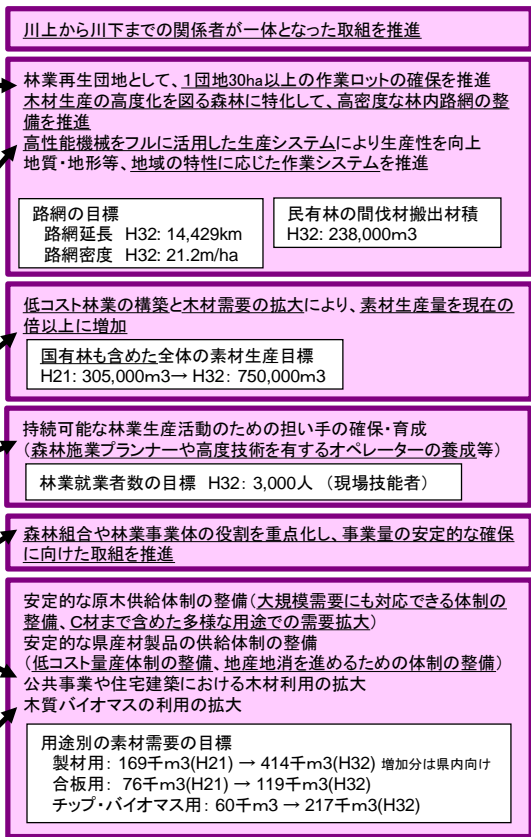 川上から川下までの関係者が一体となった取組を推進
林業再生団地として、１団地30ha以上の作業ロットの確保を推進
木材生産の高度化を図る森林に特化して、高密度な林内路網の整
備を推進
高性能機械をフルに活用した生産システムにより生産性を向上
地質・地形等、地域の特性に応じた作業システムを推進
路網の目標
路網延長 H32: 14,429km
路網密度 H32: 21.2m/ha
民有林の間伐材搬出材積
H32: 238,000m3
低コスト林業の構築と木材需要の拡大により、素材生産量を現在の
倍以上に増加
国有林も含めた全体の素材生産目標
H21: 305,000m3→ H32: 750,000m3
持続可能な林業生産活動のための担い手の確保・育成
（森林施業プランナーや高度技術を有するオペレーターの養成等）
林業就業者数の目標 H32: 3,000人 （現場技能者）
森林組合や林業事業体の役割を重点化し、事業量の安定的な確保
に向けた取組を推進
安定的な原木供給体制の整備（大規模需要にも対応できる体制の
整備、C材まで含めた多様な用途での需要拡大）
安定的な県産材製品の供給体制の整備
（低コスト量産体制の整備、地産地消を進めるための体制の整備）
公共事業や住宅建築における木材利用の拡大
木質バイオマスの利用の拡大
用途別の素材需要の目標
製材用: 169千m3(H21) → 414千m3(H32) 増加分は県内向け
合板用: 76千m3(H21) → 119千m3(H32)
チップ・バイオマス用: 60千m3 → 217千m3(H32)